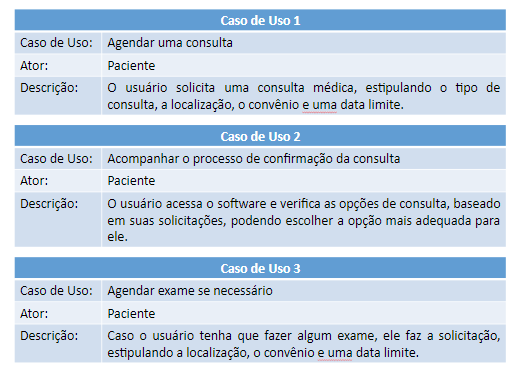 Caso de Uso 1
Caso de Uso: Agendar uma consulta
Ator: Paciente
Descrição: O usuário solicita uma consulta médica, estipulando o tipo de
consulta, a localização, o convênio e uma data limite.
Caso de Uso 2
Caso de Uso: Acompanhar o processo de confirmação da consulta
Ator: Paciente
Descrição: O usuário acessa o software e verifica as opções de consulta, baseado
em suas solicitações, podendo escolher a opção mais adequada para
ele.
Caso de Uso 3
Caso de Uso: Agendar exame se necessário
Ator: Paciente
Descrição: Caso o usuário tenha que fazer algum exame, ele faz a solicitação,
estipulando a localização, o convênio e uma data limite.